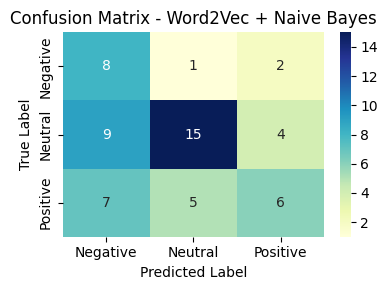 Confusion Matrix - Word2Vec + Naive Bayes
True Label
Negative 8 1 2
Neutral 9 15 4
Positive 7 5 6
Negative Neutral Positive
Predicted Label
14
12
10
8
6
4
2